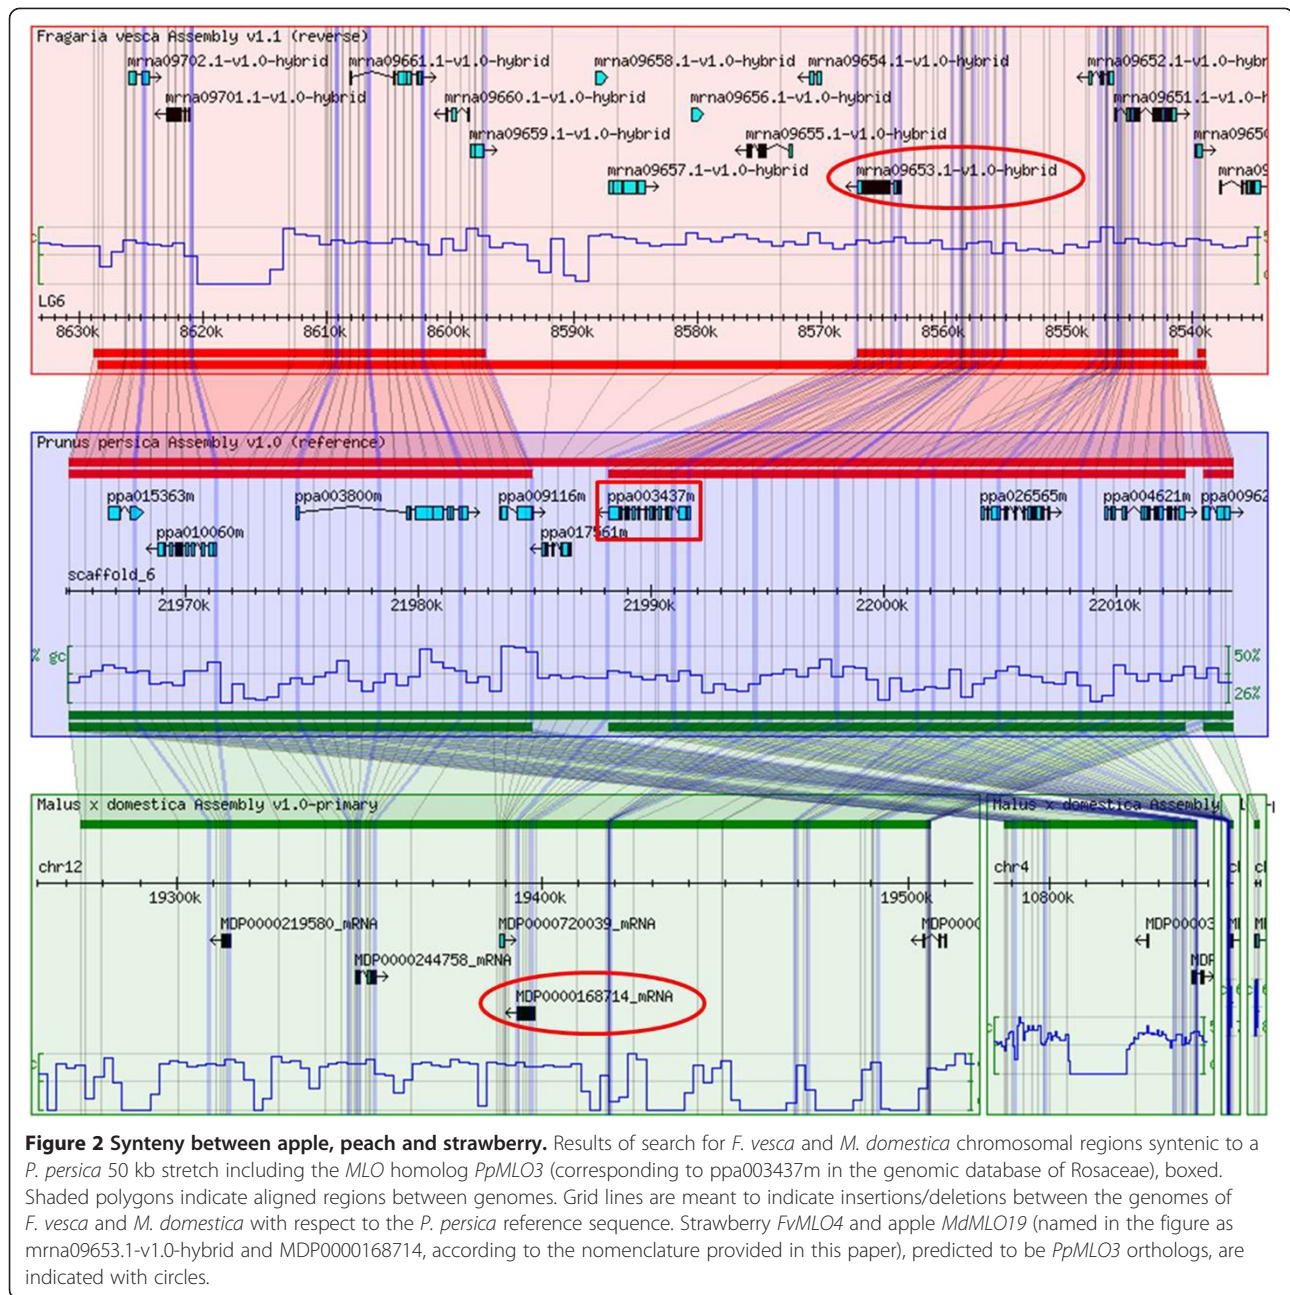 Fragaria vesca Assembly v1.1 (reverse)
mrna09702.1-v1.0-hybrid mrna09661.1-v1.0-hybrid mrna09658.1-v1.0-hybrid mrna09654.1-v1.0-hybrid mrna09652.1-v1.0-hybr
mrna09701.1-v1.0-hybrid mrna09660.1-v1.0-hybrid mrna09656.1-v1.0-hybrid mrna09651.1-v1.0-h
mrna09659.1-v1.0-hybrid mrna09655.1-v1.0-hybrid mrna0965
mrna09657.1-v1.0-hybrid mrna09653.1-v1.0-hybrid mrna09
LG6
8630k 8620k 8610k 8600k 8590k 8580k 8570k 8560k 8550k 8540k
Prunus persica Assembly v1.0 (reference)
ppa015363m ppa003800m ppa009116m ppa003437m ppa026565m ppa004621m ppa00962
ppa010060m ppa017561m
scaffold_6
21970k 21980k 21990k 22000k 22010k
% gc 50%
26%
Malus x domestica Assembly v1.0-primary Malus x domestica Assembly
chr12 chr4
19300k 19400k 19500k 10800k
MDP0000219580_mRNA MDP0000720039_mRNA MDP0000 MDP00003
MDP0000244758_mRNA MDP
MDP0000168714_mRNA
Figure 2 Synteny between apple, peach and strawberry. Results of search for F. vesca and M. domestica chromosomal regions syntenic to a
P. persica 50 kb stretch including the MLO homolog PpMLO3 (corresponding to ppa003437m in the genomic database of Rosaceae), boxed.
Shaded polygons indicate aligned regions between genomes. Grid lines are meant to indicate insertions/deletions between the genomes of
F. vesca and M. domestica with respect to the P. persica reference sequence. Strawberry FvMLO4 and apple MdMLO19 (named in the figure as
mrna09653.1-v1.0-hybrid and MDP0000168714, according to the nomenclature provided in this paper), predicted to be PpMLO3 orthologs, are
indicated with circles.